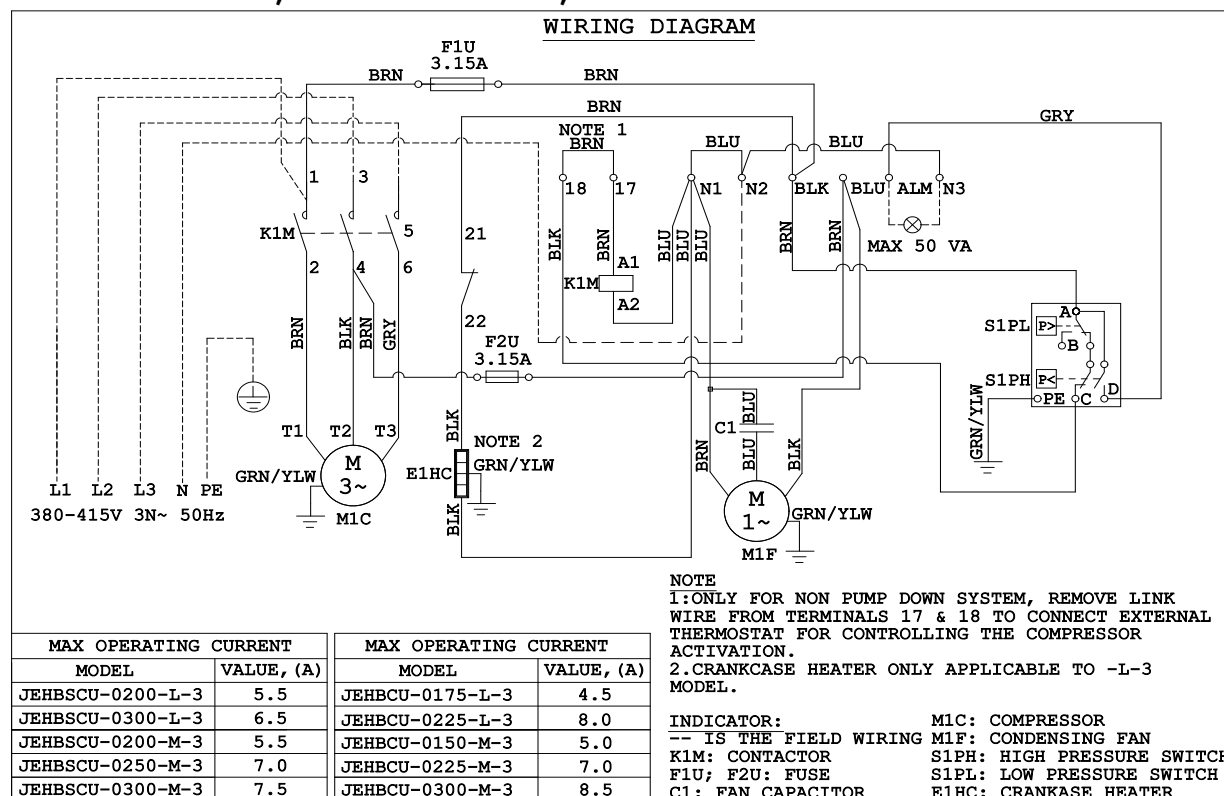 WIRING DIAGRAM
F1U
3.15A
BRN
BRN
BRN
GRY
NOTE 1
BRN
BLU
BLU
1
3
18
17
N1
N2
BLK
BLU
ALM
N3
K1M
5
21
BLK
BRN
BLU
BLU
BLU
BRN
BRN
MAX 50 VA
2
4
6
A1
K1M
A2
A
S1PL
P>
B
BRN
BLK
BRN
GRY
22
F2U
3.15A
S1PH
P<
D
PE
C
GRN/YLW
T1
T2
T3
BLK
NOTE 2
C1
BLU
BRN
BLU
BLK
GRN/YLW
M
3~
M1C
E1HC
GRN/YLW
BLK
M
1~
M1F
GRN/YLW
L1
L2
L3
N
PE
380-415V 3N~ 50Hz
NOTE
1:ONLY FOR NON PUMP DOWN SYSTEM, REMOVE LINK
WIRE FROM TERMINALS 17 & 18 TO CONNECT EXTERNAL
THERMOSTAT FOR CONTROLLING THE COMPRESSOR
ACTIVATION.
2.CRANKCASE HEATER ONLY APPLICABLE TO -L-3
MODEL.
MAX OPERATING CURRENT
MODEL VALUE,(A)
JEHBSCU-0200-L-3 5.5
JEHBSCU-0300-L-3 6.5
JEHBSCU-0200-M-3 5.5
JEHBSCU-0250-M-3 7.0
JEHBSCU-0300-M-3 7.5
MAX OPERATING CURRENT
MODEL VALUE,(A)
JEHBCU-0175-L-3 4.5
JEHBCU-0225-L-3 8.0
JEHBCU-0150-M-3 5.0
JEHBCU-0225-M-3 7.0
JEHBCU-0300-M-3 8.5
INDICATOR:
-- IS THE FIELD WIRING
K1M: CONTACTOR
F1U; F2U: FUSE
C1: FAN CAPACITOR
M1C: COMPRESSOR
M1F: CONDENSING FAN
S1PH: HIGH PRESSURE SWITCH
S1PL: LOW PRESSURE SWITCH
E1HC: CRANKASE HEATER